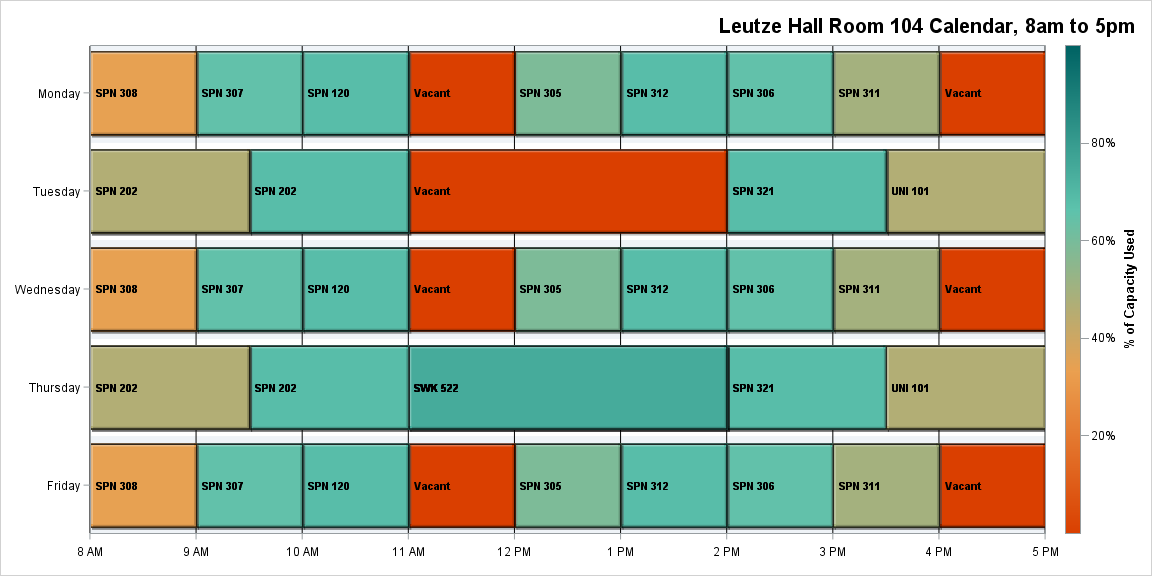 Leutze Hall Room 104 Calendar, 8am to 5pm
Monday SPN 308 SPN 307 SPN 120 Vacant SPN 305 SPN 312 SPN 306 SPN 311 Vacant
Tuesday SPN 202 SPN 202 Vacant SPN 321 UNI 101
Wednesday SPN 308 SPN 307 SPN 120 Vacant SPN 305 SPN 312 SPN 306 SPN 311 Vacant
Thursday SPN 202 SPN 202 SWK 522 SPN 321 UNI 101
Friday SPN 308 SPN 307 SPN 120 Vacant SPN 305 SPN 312 SPN 306 SPN 311 Vacant
8 AM 9 AM 10 AM 11 AM 12 PM 1 PM 2 PM 3 PM 4 PM 5 PM
80%
60%
40%
20%
% of Capacity Used